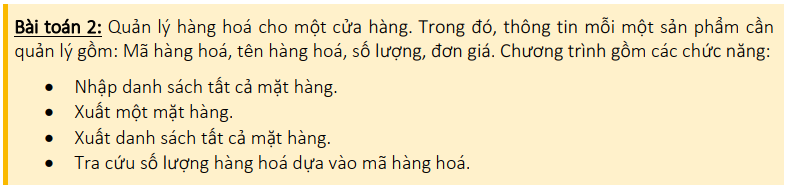 Bài toán 2: Quản lý hàng hoá cho một cửa hàng. Trong đó, thông tin mỗi một sản phẩm cần
quản lý gồm: Mã hàng hoá, tên hàng hoá, số lượng, đơn giá. Chương trình gồm các chức năng:
• Nhập danh sách tất cả mặt hàng.
• Xuất một mặt hàng.
• Xuất danh sách tất cả mặt hàng.
• Tra cứu số lượng hàng hoá dựa vào mã hàng hoá.